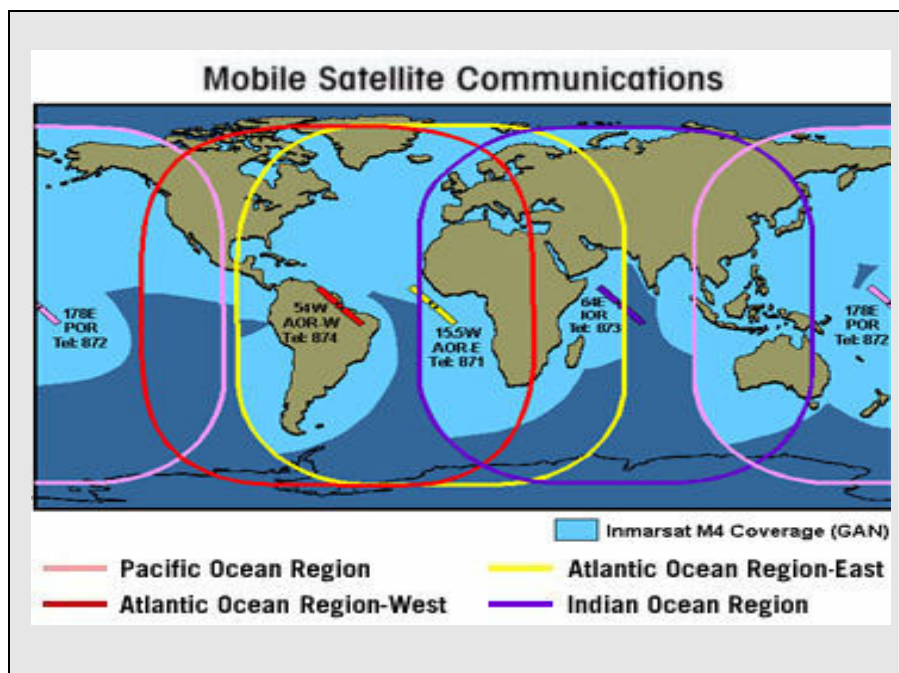 Mobile Satellite Communications
178E
POR
Tel: 872
54W
AOR-W
Tel: 874
15.5W
AOR-E
Tel: 871
64E
IOR
Tel: 873
178E
POR
Tel: 872
Inmarsat M4 Coverage (GAN)
Pacific Ocean Region
Atlantic Ocean Region-East
Atlantic Ocean Region-West
Indian Ocean Region